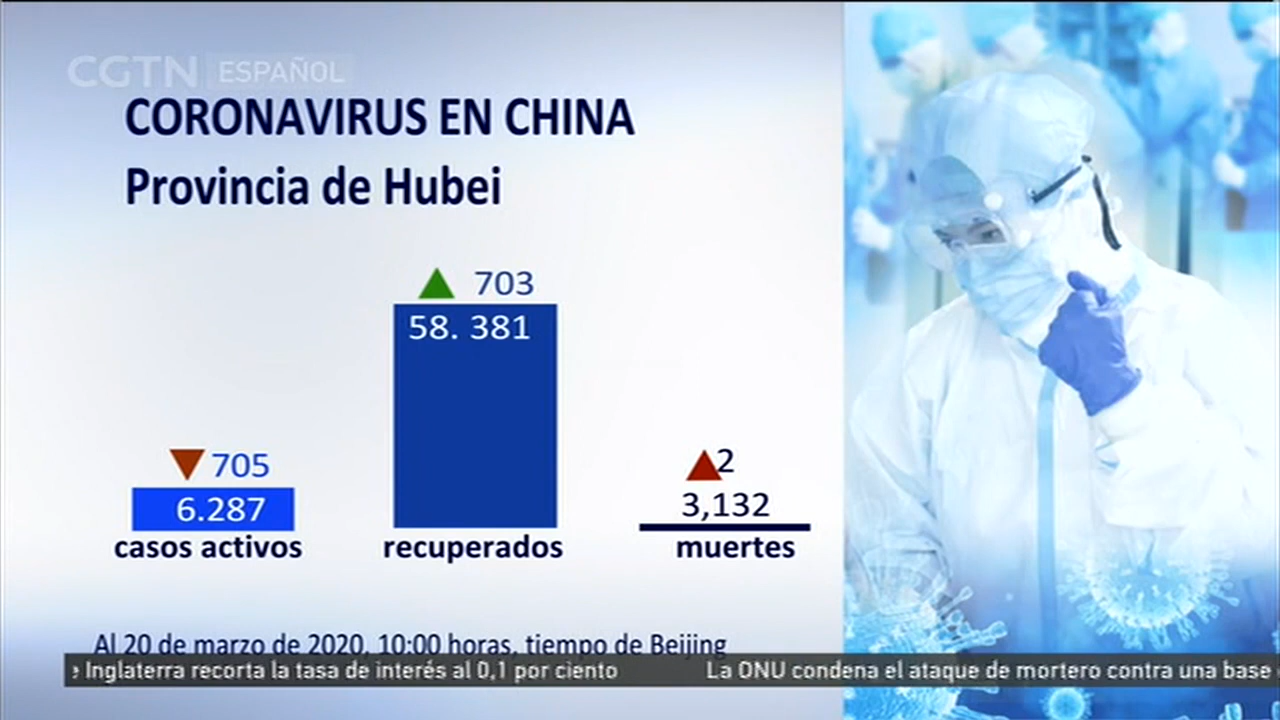 CGTN ESPAÑOL
CORONAVIRUS EN CHINA
Provincia de Hubei
703
58. 381
705
6.287
2
3,132
casos activos
recuperados
muertes
Al 20 de marzo de 2020, 10:00 horas, tiempo de Beijing
Inglaterra recorta la tasa de interés al 0,1 por ciento La ONU condena el ataque de mortero contra una base